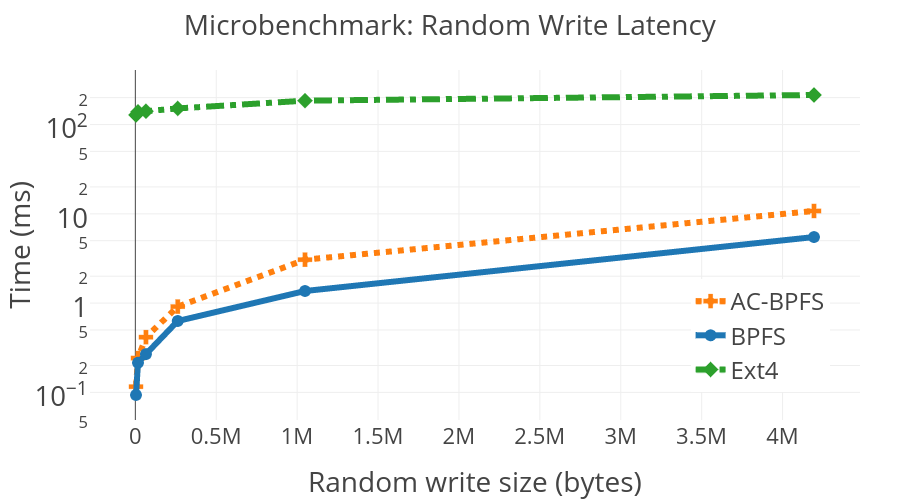 Microbenchmark: Random Write Latency
Time (ms)
2
10²
5
2
10
5
2
1
5
2
10⁻¹
5
0 0.5M 1M 1.5M 2M 2.5M 3M 3.5M 4M
Random write size (bytes)
AC-BPFS
BPFS
Ext4